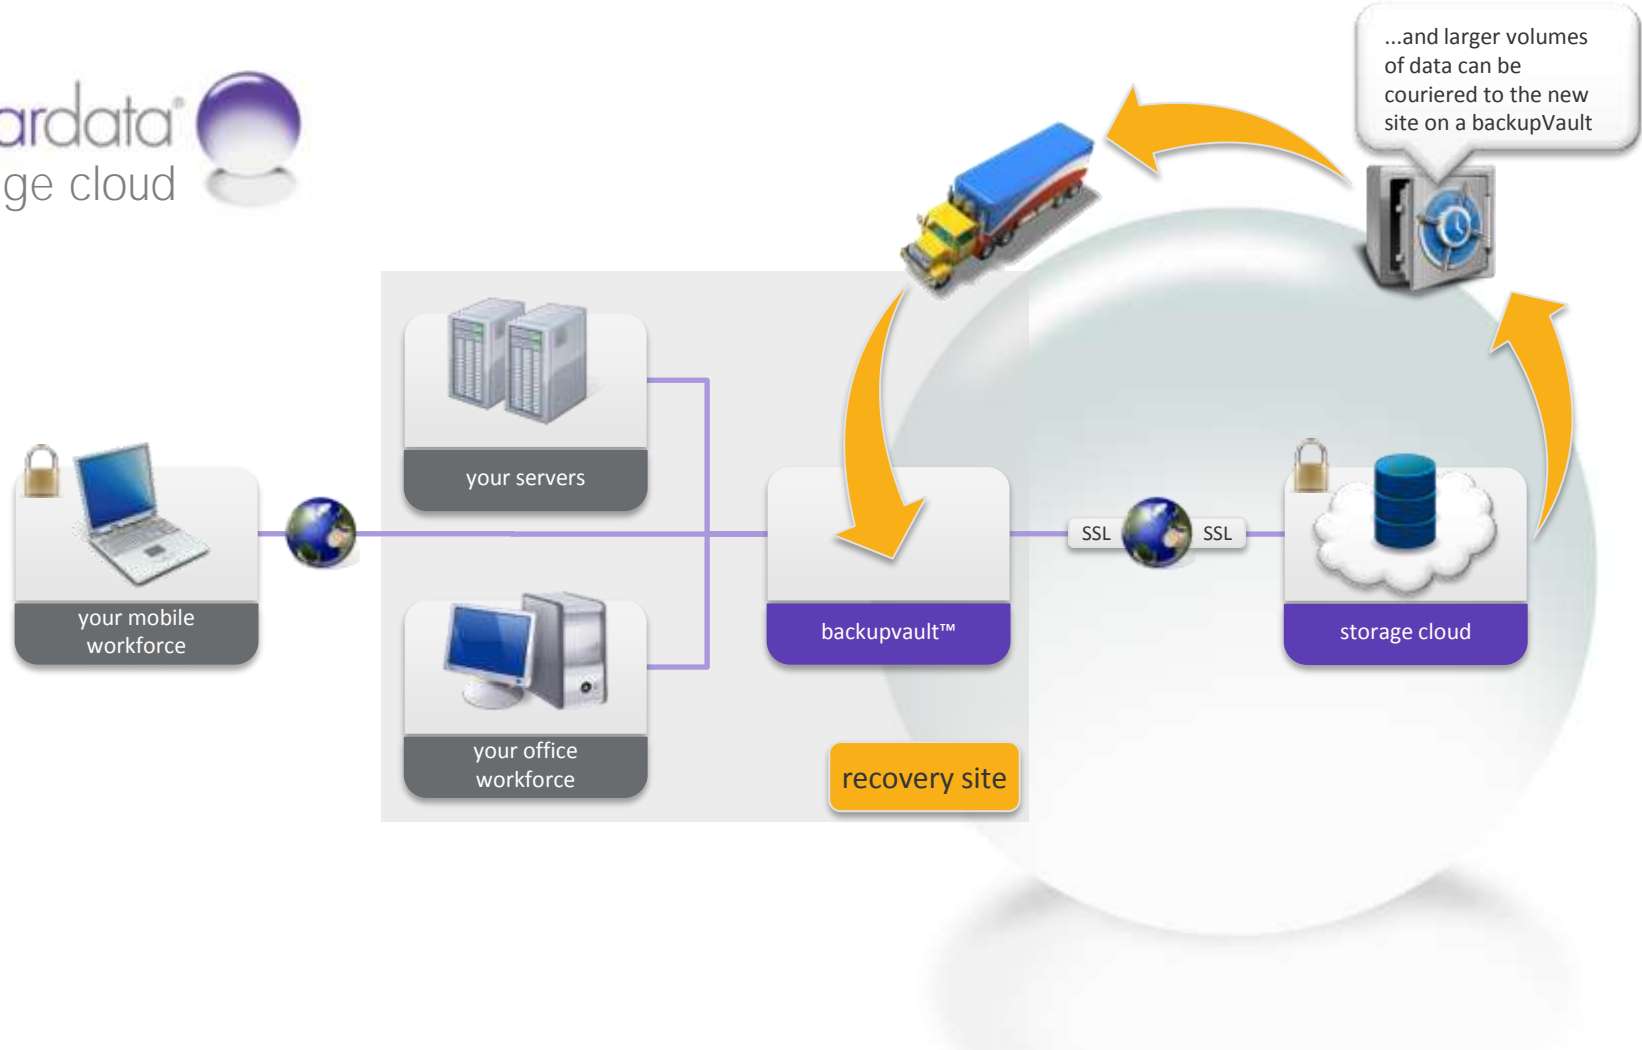 ardata®
ge cloud
...and larger volumes
of data can be
couriered to the new
site on a backupVault
your servers
your mobile
workforce
SSL
SSL
backupvault™
storage cloud
your office
workforce
recovery site